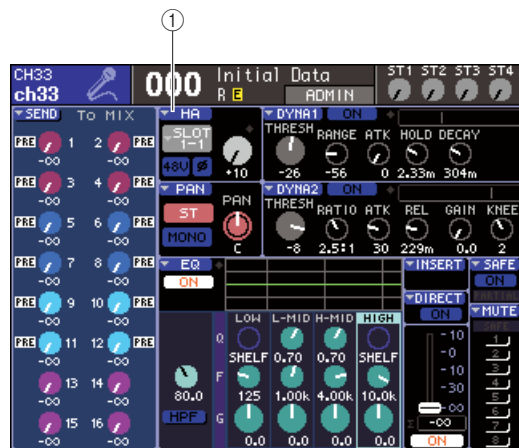 1
CH33
ch33
000
Initial Data
R E
ADMIN
ST1 ST2 ST3 ST4
SEND To MIX
PRE 1 2 PRE
-∞ -∞
PRE 3 4 PRE
-∞ -∞
PRE 5 6 PRE
-∞ -∞
PRE 7 8 PRE
-∞ -∞
PRE 9 10 PRE
-∞ -∞
PRE 11 12 PRE
-∞ -∞
13 14
-∞ -∞
15 16
-∞ -∞
HA
SLOT
1-1
48V Ø
+10
PAN
ST
MONO
PAN
C
DYNA1 ON
THRESH RANGE ATK HOLD DECAY
-26 -56 0 2.33m 304m
DYNA2 ON
THRESH RATIO ATK REL GAIN KNEE
-8 2.5:1 30 229m 0.0 2
EQ
ON
LOW L-MID H-MID HIGH
Q
SHELF 0.70 0.70 SHELF
F
80.0 125 1.00k 4.00k 10.0k
HPF
G
0.0 0.0 0.0 0.0
INSERT
DIRECT
ON
-10
-0
-10
-30
-∞
Σ -∞
ON
SAFE
ON
PARTIAL
MUTE
SAFE
1
2
3
4
5
6
7
8